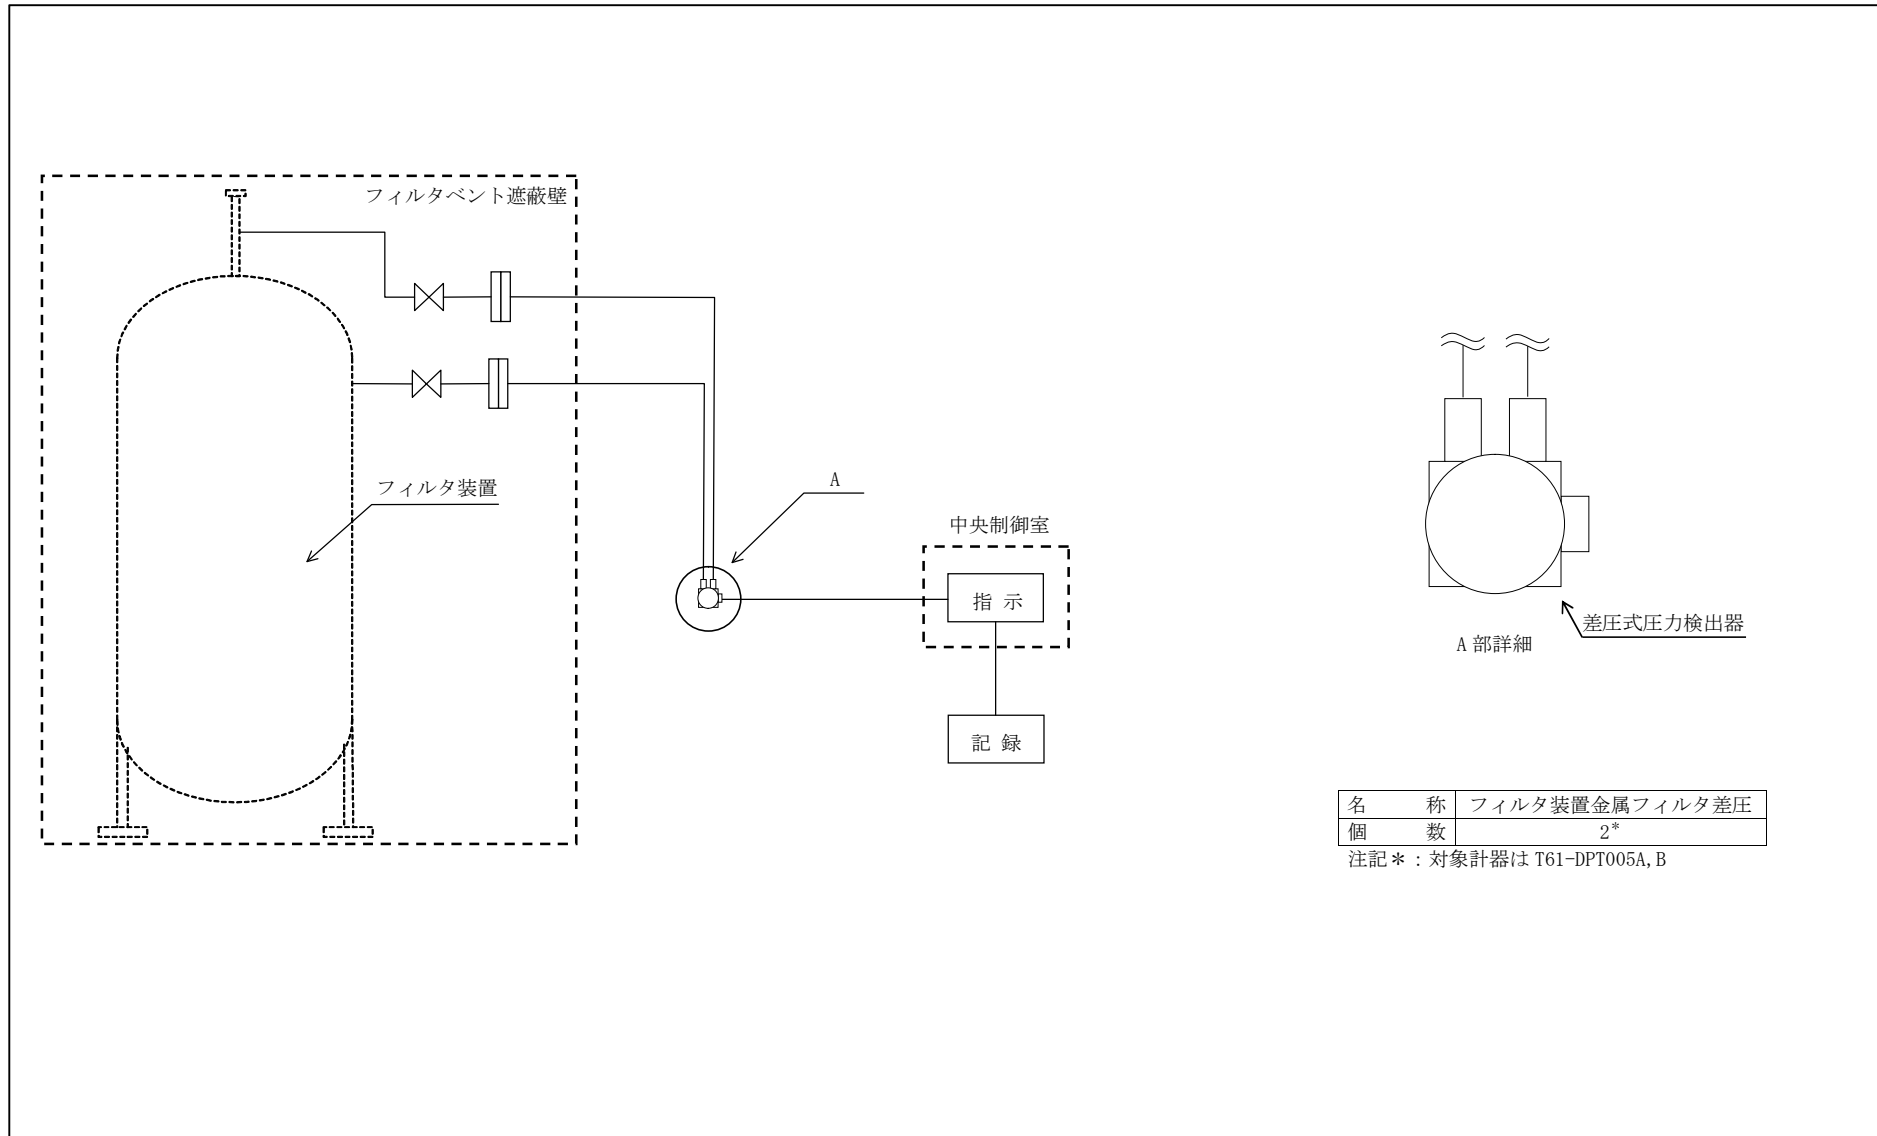 フィルタベント遮蔽壁
フィルタ装置
A
中央制御室
指 示
記 録
差圧式圧力検出器
A 部詳細
名 称 フィルタ装置金属フィルタ差圧
個 数 2*
注記＊：対象計器は T61-DPT005A,B